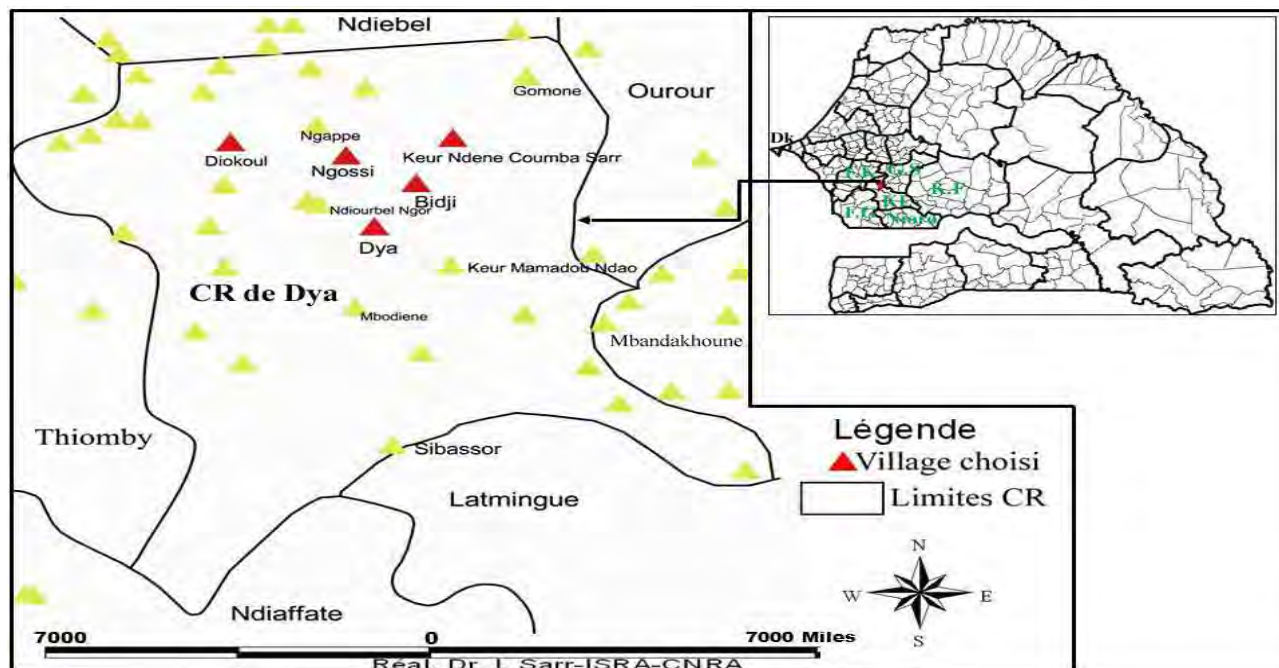 Ndiebel
Gomone
Ourour
Ngappe
Diokoul
Ngossi
Keur Ndene Coumba Sarr
Bidji
Ndiourbel Ngor
Dya
Keur Mamadou Ndao
CR de Dya
Mbodiene
Mbandakhoune
Thiomby
Sibassor
Latmingue
Ndiaffate
Dk
K.F
Légende
Village choisi
Limites CR
N
W
E
S
7000
0
7000 Miles
Réal. Dr. I. Sarr-ISRA-CNRA